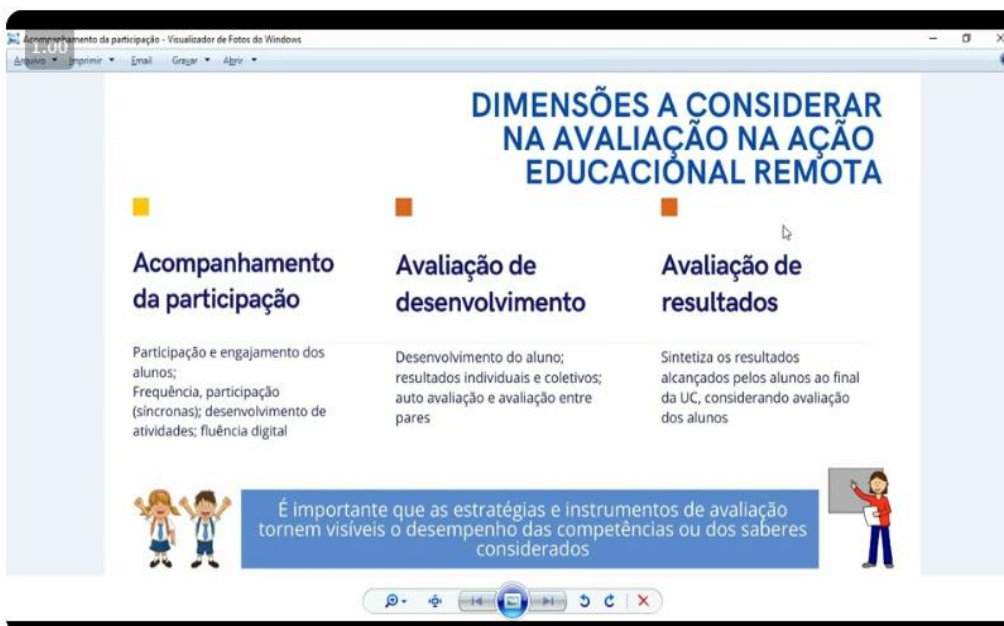 Acompanhamento da participação - Visualizador de Fotos do Windows
1.00
Arquivo Imprimir Email Gravar Abrir
DIMENSÕES A CONSIDERAR
NA AVALIAÇÃO NA AÇÃO
EDUCACIONAL REMOTA
Acompanhamento
da participação
Participação e engajamento dos
alunos;
Frequência, participação
(síncronas); desenvolvimento de
atividades; fluência digital
Avaliação de
desenvolvimento
Desenvolvimento do aluno;
resultados individuais e coletivos;
auto avaliação e avaliação entre
pares
Avaliação de
resultados
Sintetiza os resultados
alcançados pelos alunos ao final
da UC, considerando avaliação
dos alunos
É importante que as estratégias e instrumentos de avaliação
tornem visíveis o desempenho das competências ou dos saberes
considerados